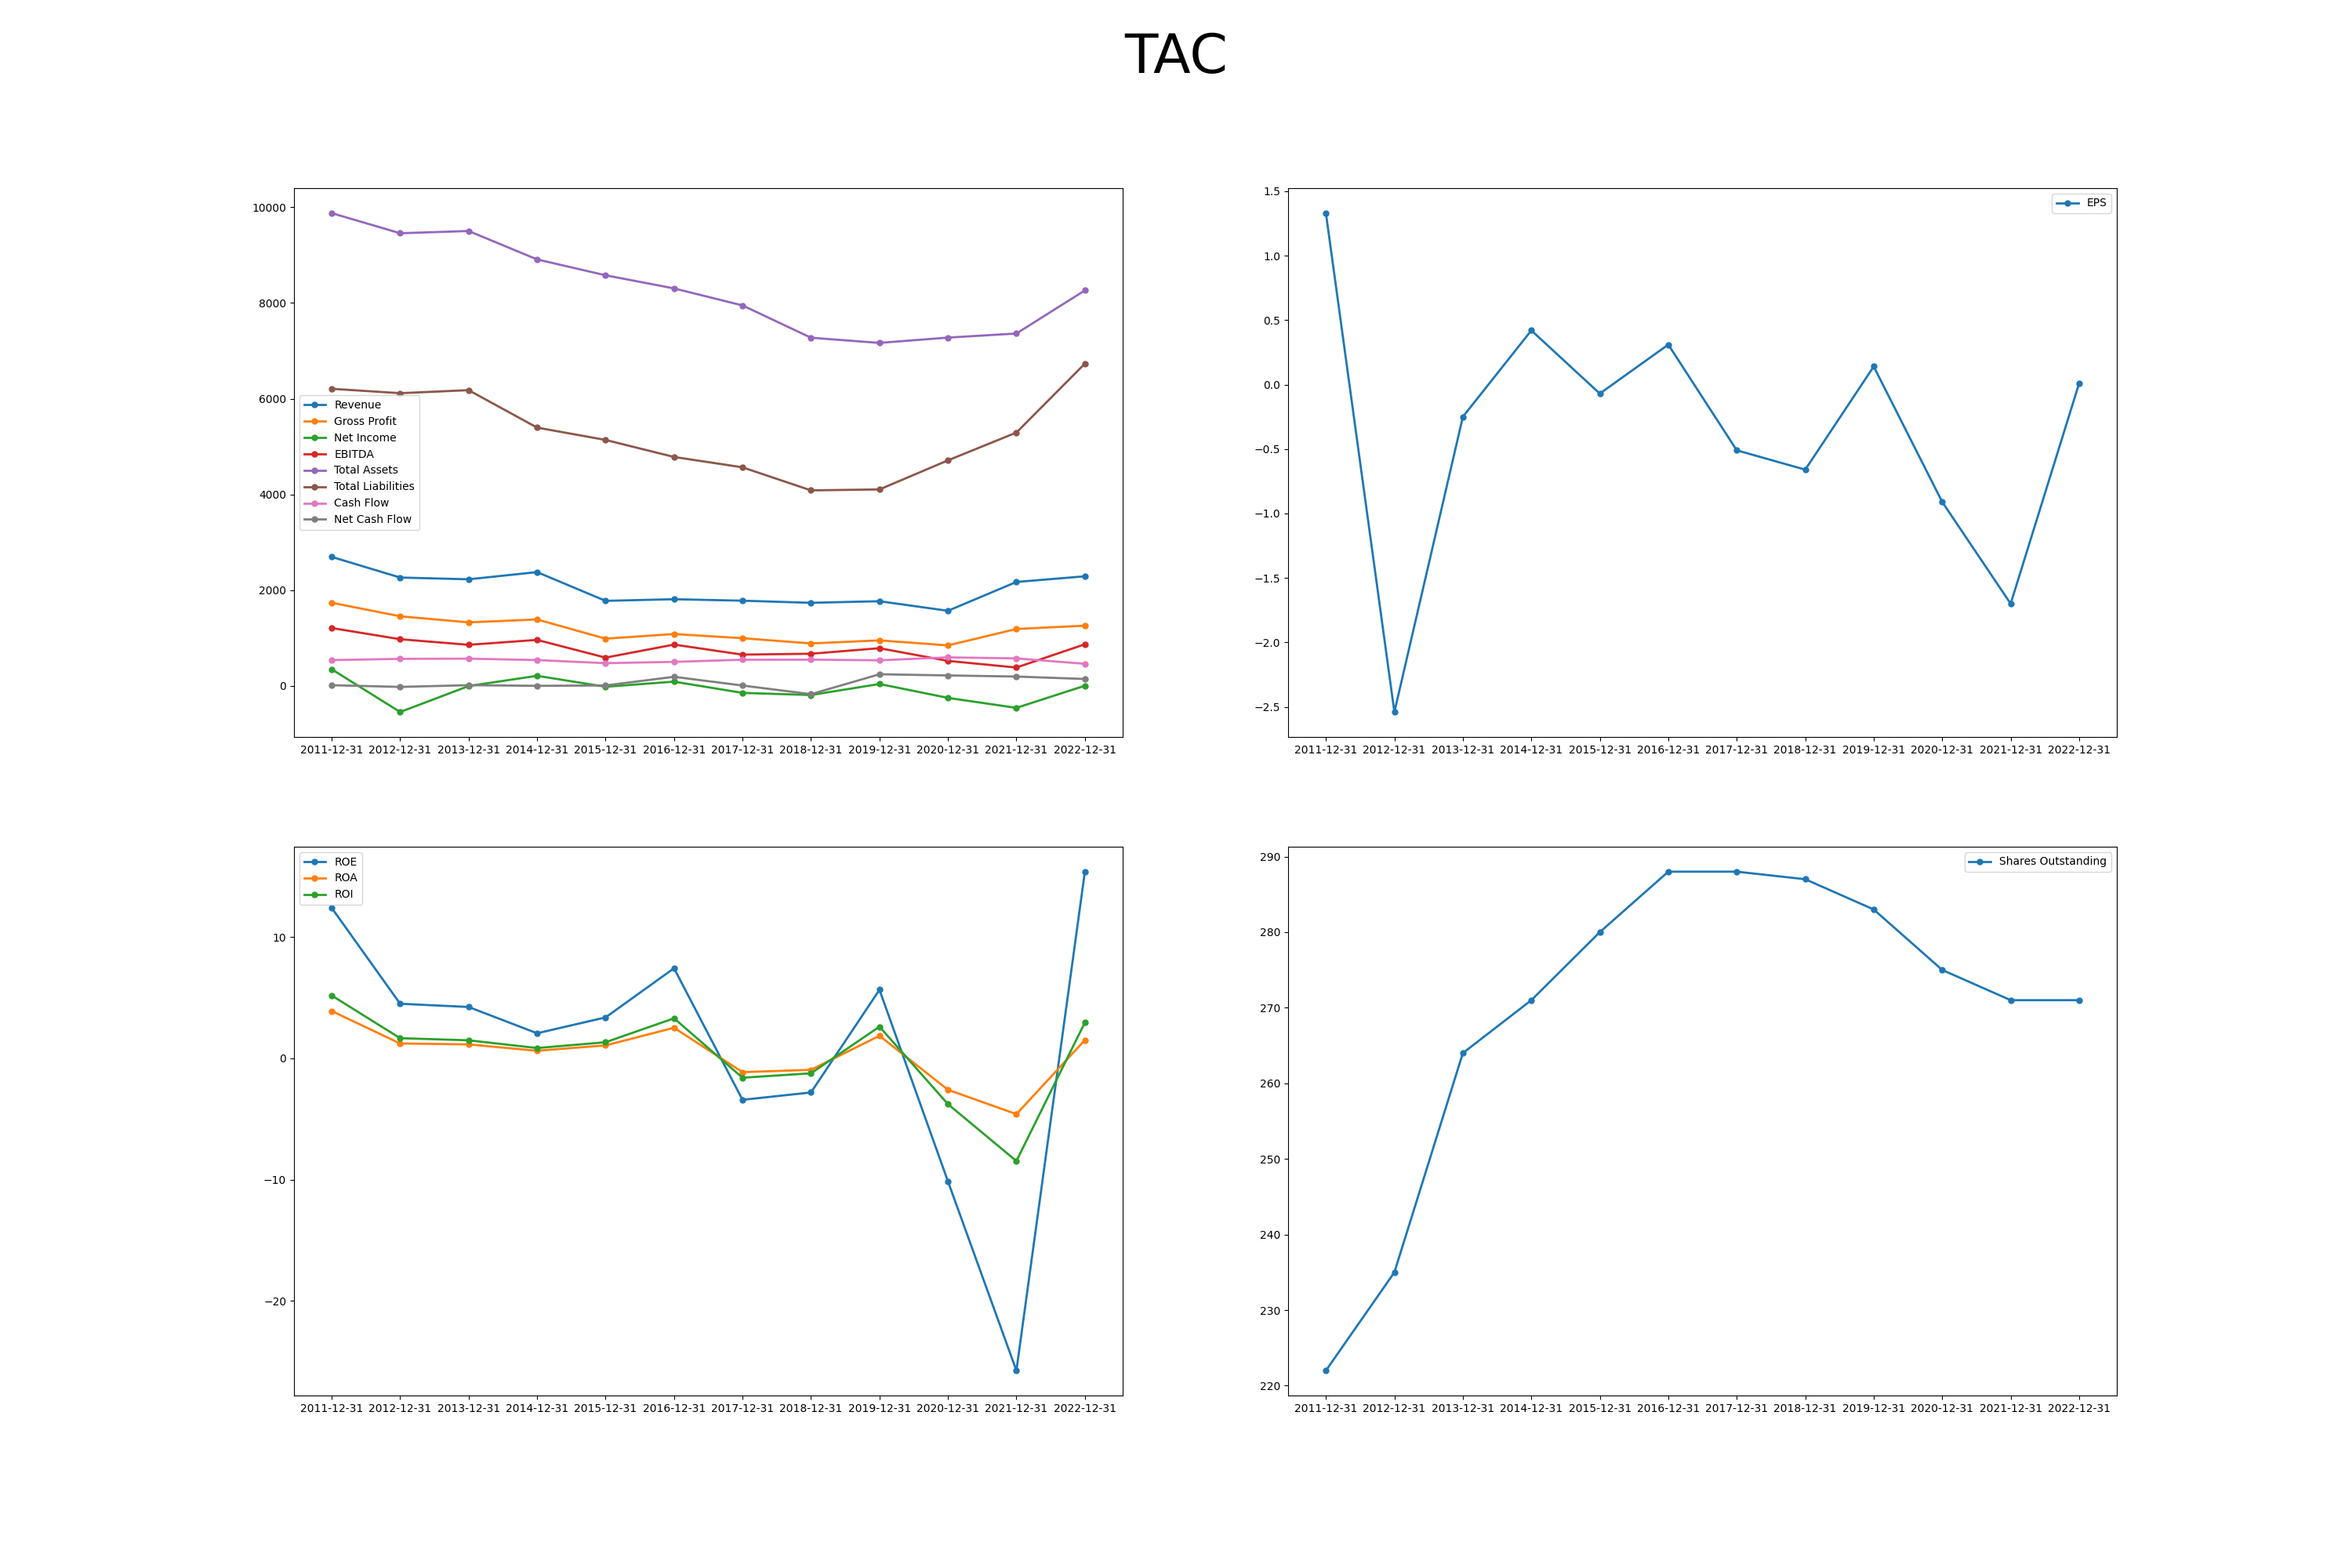 TAC
10000
8000
6000
4000
2000
0
Revenue
Gross Profit
Net Income
EBITDA
Total Assets
Total Liabilities
Cash Flow
Net Cash Flow
2011-12-31 2012-12-31 2013-12-31 2014-12-31 2015-12-31 2016-12-31 2017-12-31 2018-12-31 2019-12-31 2020-12-31 2021-12-31 2022-12-31
1.5
1.0
0.5
0.0
−0.5
−1.0
−1.5
−2.0
−2.5
EPS
2011-12-31 2012-12-31 2013-12-31 2014-12-31 2015-12-31 2016-12-31 2017-12-31 2018-12-31 2019-12-31 2020-12-31 2021-12-31 2022-12-31
ROE
ROA
ROI
10
0
−10
−20
2011-12-31 2012-12-31 2013-12-31 2014-12-31 2015-12-31 2016-12-31 2017-12-31 2018-12-31 2019-12-31 2020-12-31 2021-12-31 2022-12-31
290
280
270
260
250
240
230
220
Shares Outstanding
2011-12-31 2012-12-31 2013-12-31 2014-12-31 2015-12-31 2016-12-31 2017-12-31 2018-12-31 2019-12-31 2020-12-31 2021-12-31 2022-12-31